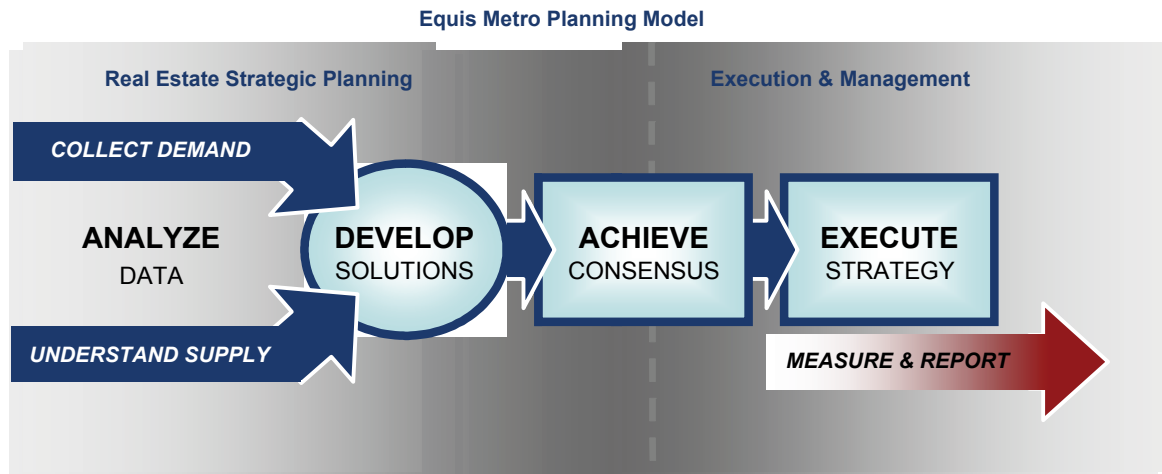 Equis Metro Planning Model
Real Estate Strategic Planning
Execution & Management
COLLECT DEMAND
ANALYZE
DATA
DEVELOP
SOLUTIONS
ACHIEVE
CONSENSUS
EXECUTE
STRATEGY
UNDERSTAND SUPPLY
MEASURE & REPORT